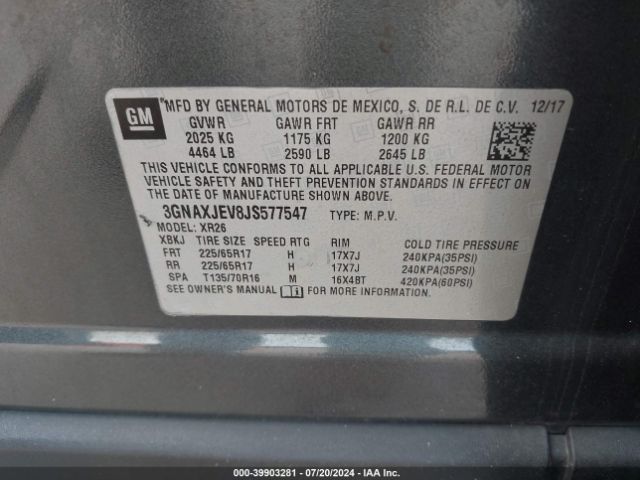 GM MFD BY GENERAL MOTORS DE MEXICO, S. DE R.L. DE C.V. 12/17
GVWR GAWR FRT GAWR RR
2025 KG 1175 KG 1200 KG
4464 LB 2590 LB 2645 LB
THIS VEHICLE CONFORMS TO ALL APPLICABLE U.S. FEDERAL MOTOR
VEHICLE SAFETY AND THEFT PREVENTION STANDARDS IN EFFECT ON
THE DATE OF MANUFACTURE SHOWN ABOVE.
3GNAXJEV8JS577547 TYPE: M.P.V.
MODEL: XR26
XBKJ TIRE SIZE SPEED RTG RIM COLD TIRE PRESSURE
FRT 225/65R17 H 17X7J 240KPA(35PSI)
RR 225/65R17 H 17X7J 240KPA(35PSI)
SPA T135/70R16 M 16X4BT 420KPA(60PSI)
SEE OWNER'S MANUAL FOR MORE INFORMATION.
000-39903281 - 07/20/2024 - IAA Inc.